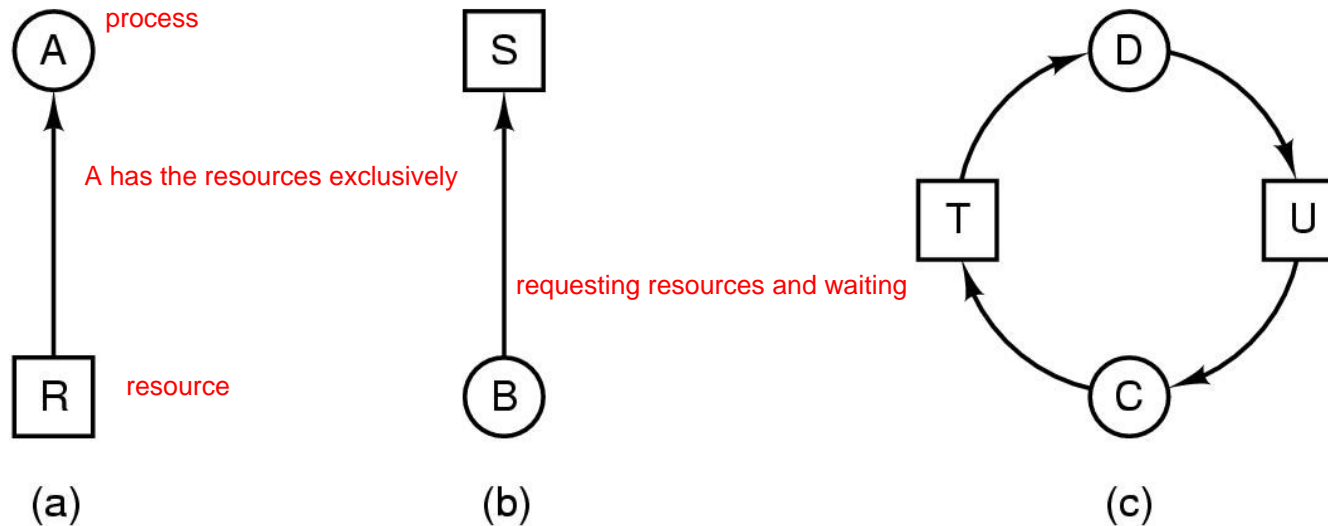 A
process
S
D
A has the resources exclusively
T
U
requesting resources and waiting
R
resource
B
C
(a)
(b)
(c)